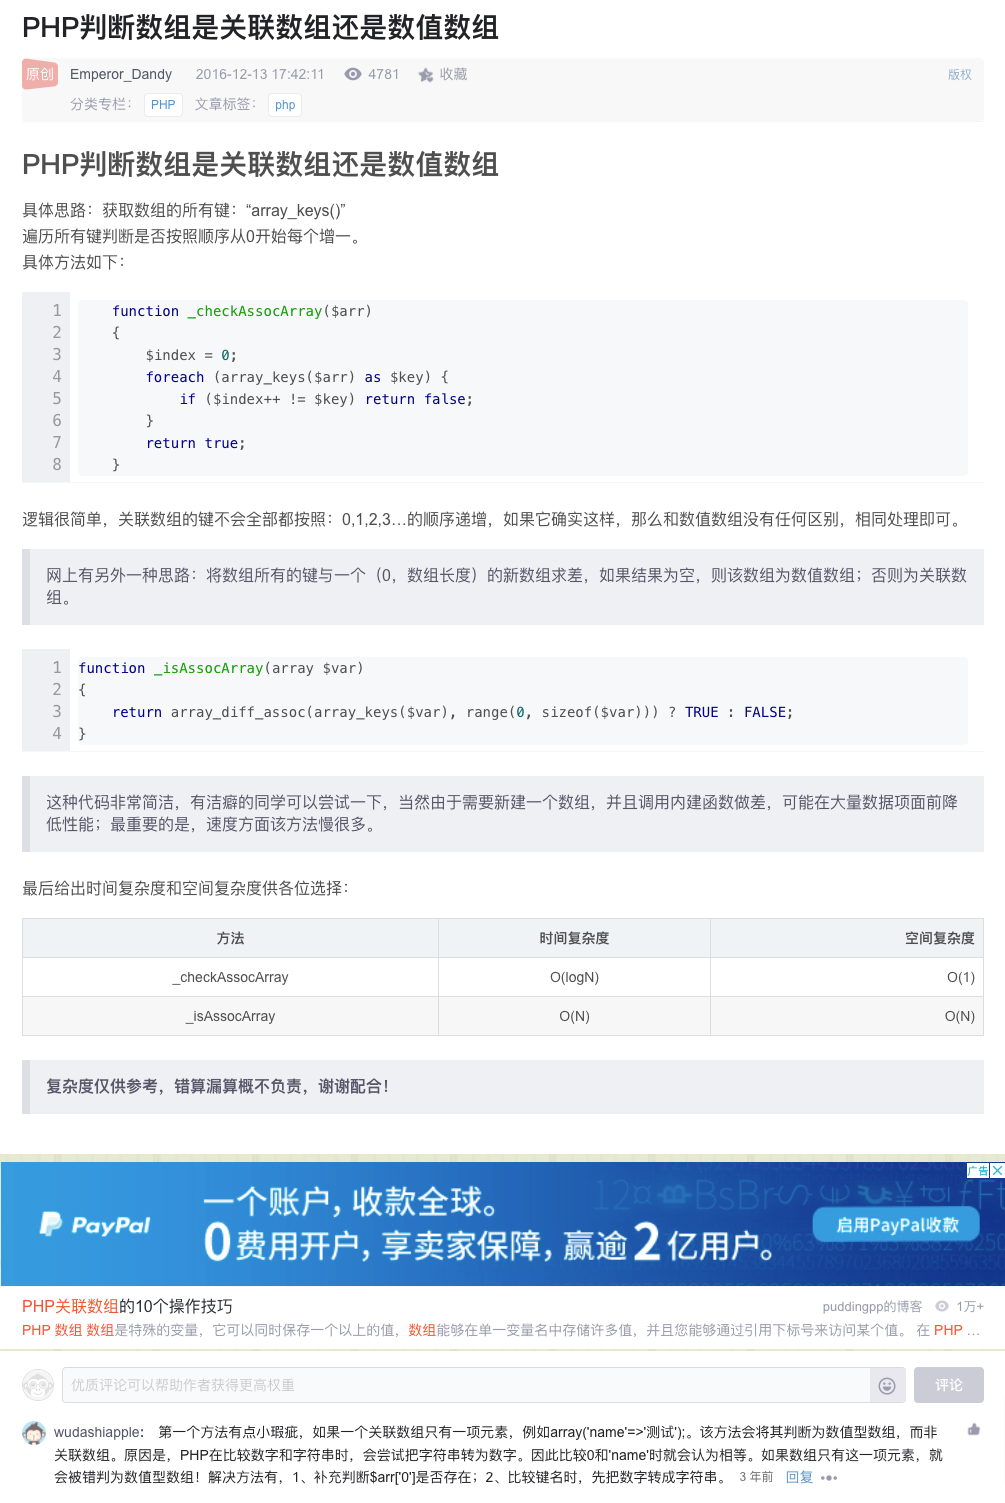 PHP判断数组是关联数组还是数值数组
原创 Emperor_Dandy 2016-12-13 17:42:11 4781 收藏 版权
分类专栏： PHP 文章标签： php
PHP判断数组是关联数组还是数值数组
具体思路：获取数组的所有键：“array_keys()”
遍历所有键判断是否按照顺序从0开始每个增一。
具体方法如下：
1 function _checkAssocArray($arr)
2 {
3 $index = 0;
4 foreach (array_keys($arr) as $key) {
5 if ($index++ != $key) return false;
6 }
7 return true;
8 }
逻辑很简单，关联数组的键不会全部都按照：0,1,2,3…的顺序递增，如果它确实这样，那么和数值数组没有任何区别，相同处理即可。
网上有另外一种思路：将数组所有的键与一个（0，数组长度）的新数组求差，如果结果为空，则该数组为数值数组；否则为关联数
组。
1 function _isAssocArray(array $var)
2 {
3 return array_diff_assoc(array_keys($var), range(0, sizeof($var))) ? TRUE : FALSE;
4 }
这种代码非常简洁，有洁癖的同学可以尝试一下，当然由于需要新建一个数组，并且调用内建函数做差，可能在大量数据项面前降
低性能；最重要的是，速度方面该方法慢很多。
最后给出时间复杂度和空间复杂度供各位选择：
方法 时间复杂度 空间复杂度
_checkAssocArray O(logN) O(1)
_isAssocArray O(N) O(N)
复杂度仅供参考，错算漏算概不负责，谢谢配合！
广告
PayPal
一个账户，收款全球。
0费用开户，享卖家保障，赢逾2亿用户。
启用PayPal收款
PHP关联数组的10个操作技巧 puddingpp的博客 1万+
PHP 数组 数组是特殊的变量，它可以同时保存一个以上的值，数组能够在单一变量名中存储许多值，并且您能够通过引用下标号来访问某个值。 在 PHP …
优质评论可以帮助作者获得更高权重 评论
wudashiapple： 第一个方法有点小瑕疵，如果一个关联数组只有一项元素，例如array('name'=>'测试');。该方法会将其判断为数值型数组，而非
关联数组。原因是，PHP在比较数字和字符串时，会尝试把字符串转为数字。因此比较0和'name'时就会认为相等。如果数组只有这一项元素，就
会被错判为数值型数组！解决方法有，1、补充判断$arr['0']是否存在；2、比较键名时，先把数字转成字符串。 3 年前 回复 •••